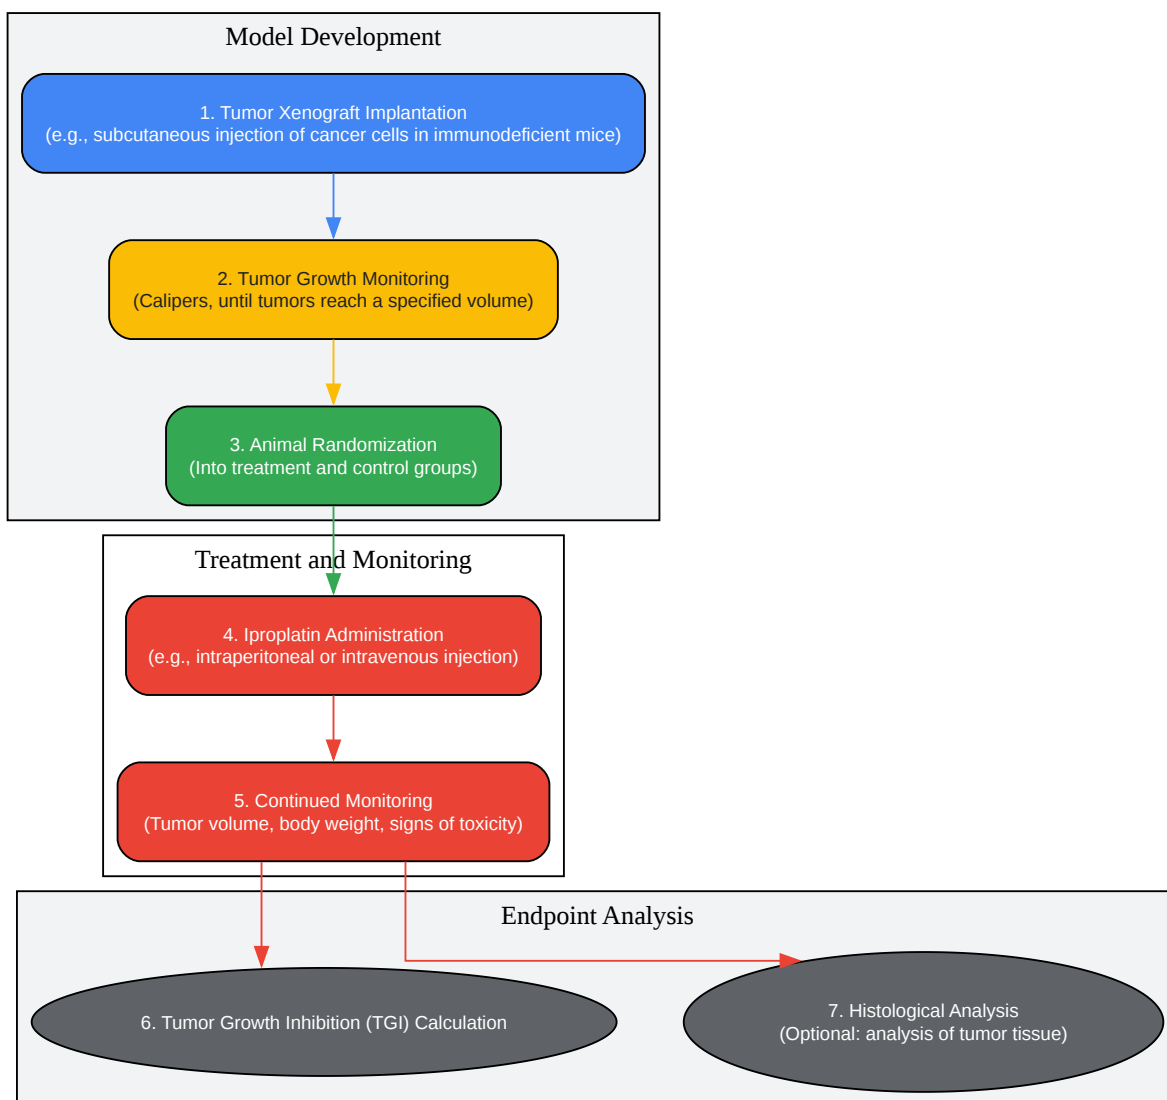 Model Development
1. Tumor Xenograft Implantation
(e.g., subcutaneous injection of cancer cells in immunodeficient mice)
2. Tumor Growth Monitoring
(Calipers, until tumors reach a specified volume)
3. Animal Randomization
(Into treatment and control groups)
Treatment and Monitoring
4. Iproplatin Administration
(e.g., intraperitoneal or intravenous injection)
5. Continued Monitoring
(Tumor volume, body weight, signs of toxicity)
Endpoint Analysis
6. Tumor Growth Inhibition (TGI) Calculation
7. Histological Analysis
(Optional: analysis of tumor tissue)